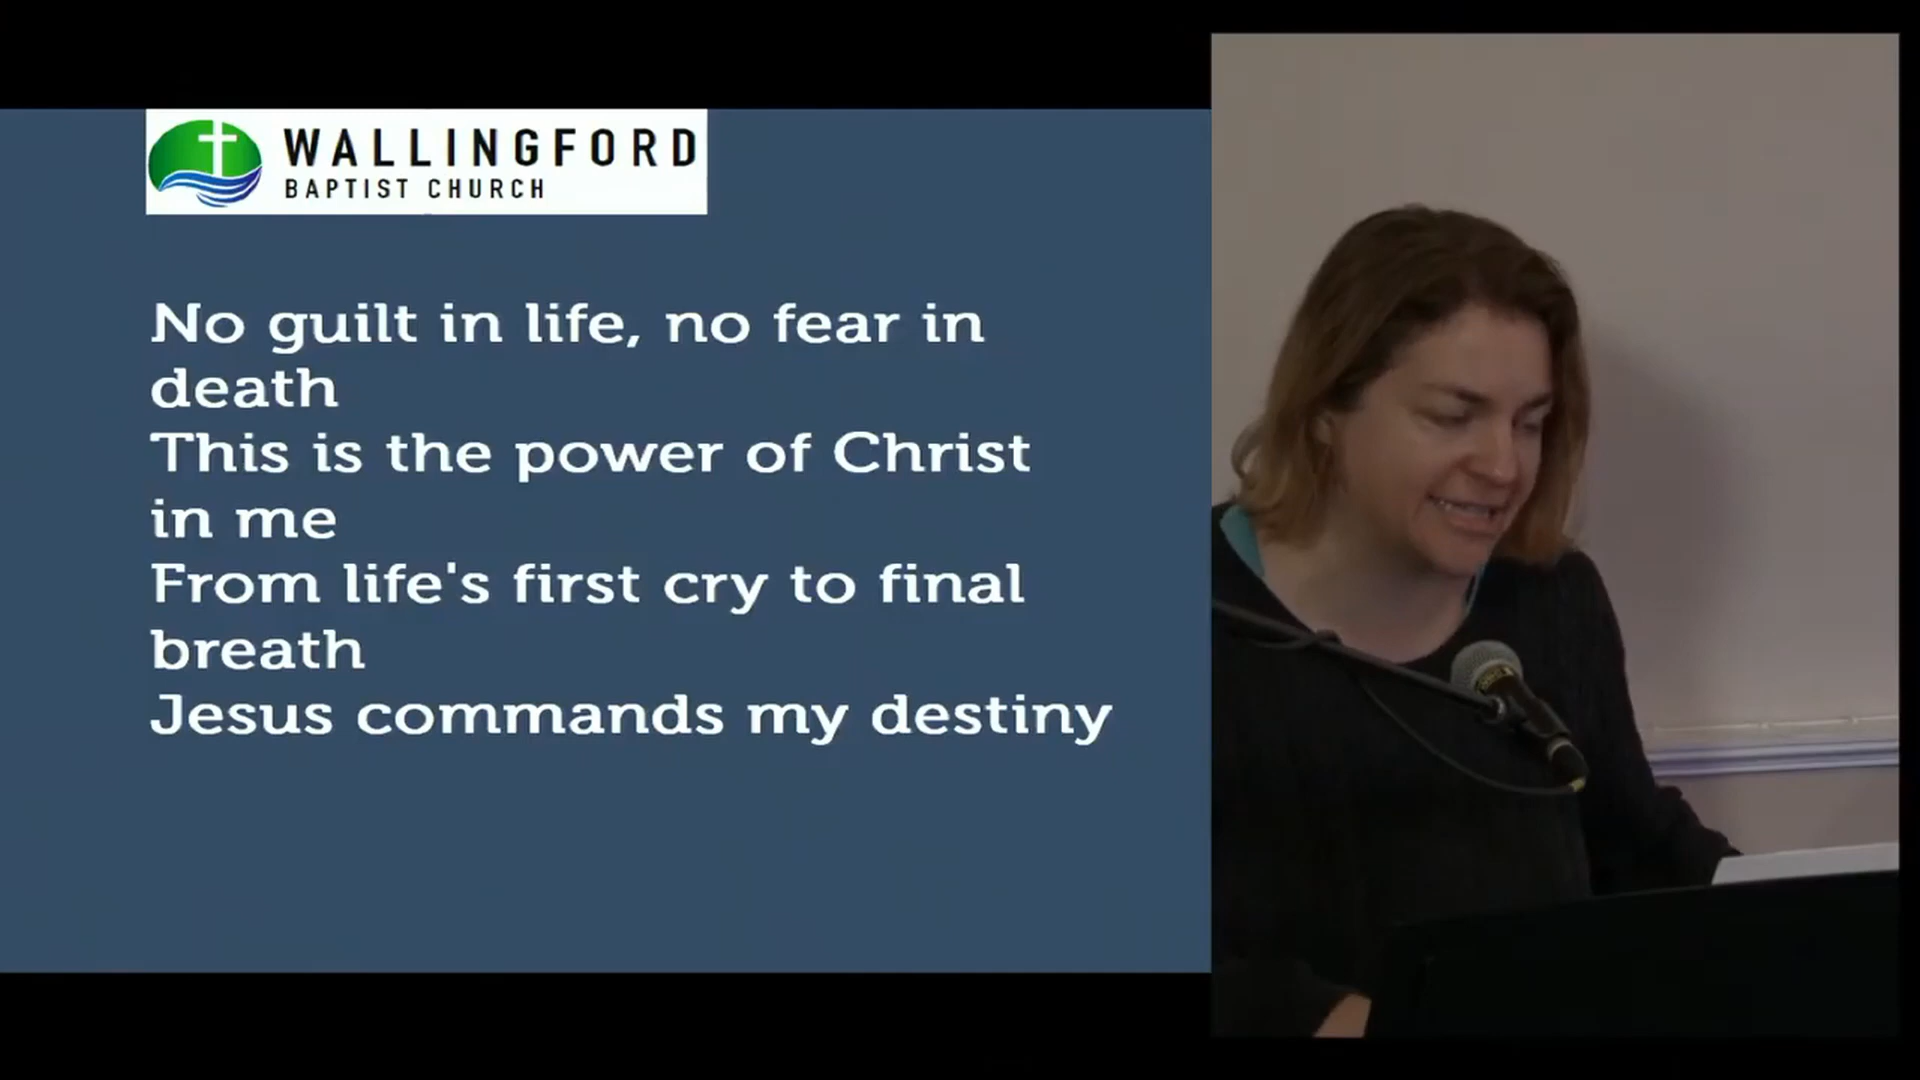 WALLINGFORD
BAPTIST CHURCH
No guilt in life, no fear in
death
This is the power of Christ
in me
From life's first cry to final
breath
Jesus commands my destiny